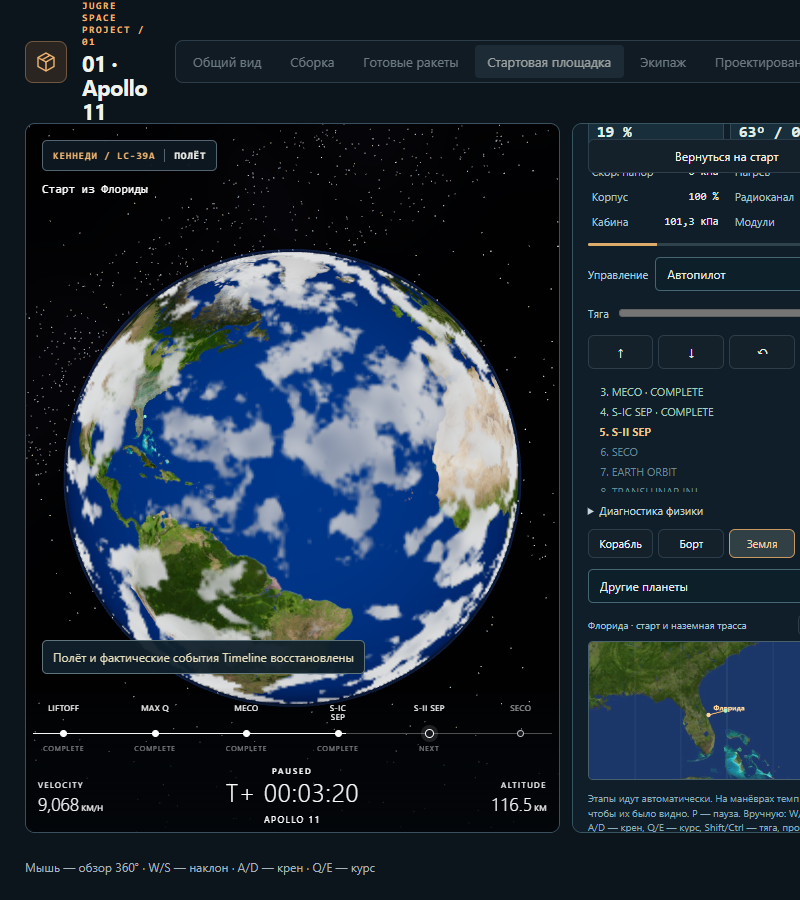 JUGRE
SPACE
PROJECT /
01
01 ·
Apollo
11
Общий вид
Сборка
Готовые ракеты
Стартовая площадка
Экипаж
КЕННЕДИ / LC-39A
ПОЛЁТ
Старт из Флориды
19 %
Вернуться на старт
Скор. напор
Нагрев
Корпус 100 % Радиоканал
Кабина 101,3 кПа Модули
Управление Автопилот
Тяга
↑ ↓ ↶
3. MECO · COMPLETE
4. S-IC SEP · COMPLETE
5. S-II SEP
6. SECO
7. EARTH ORBIT
Диагностика физики
Корабль Борт Земля
Другие планеты
Флорида · старт и наземная трасса
Флорида
Этапы идут автоматически. На манёврах темп
чтобы их было видно. P — пауза. Вручную: W/
A/D — крен, Q/E — курс, Shift/Ctrl — тяга,
Полёт и фактические события Timeline восстановлены
LIFTOFF MAX Q MECO S-IC SEP S-II SEP SECO
COMPLETE COMPLETE COMPLETE COMPLETE NEXT
PAUSED
VELOCITY
9,068 КМ/Н
T+ 00:03:20
APOLLO 11
ALTITUDE
116.5 КМ
Мышь — обзор 360° · W/S — наклон · A/D — крен · Q/E — курс